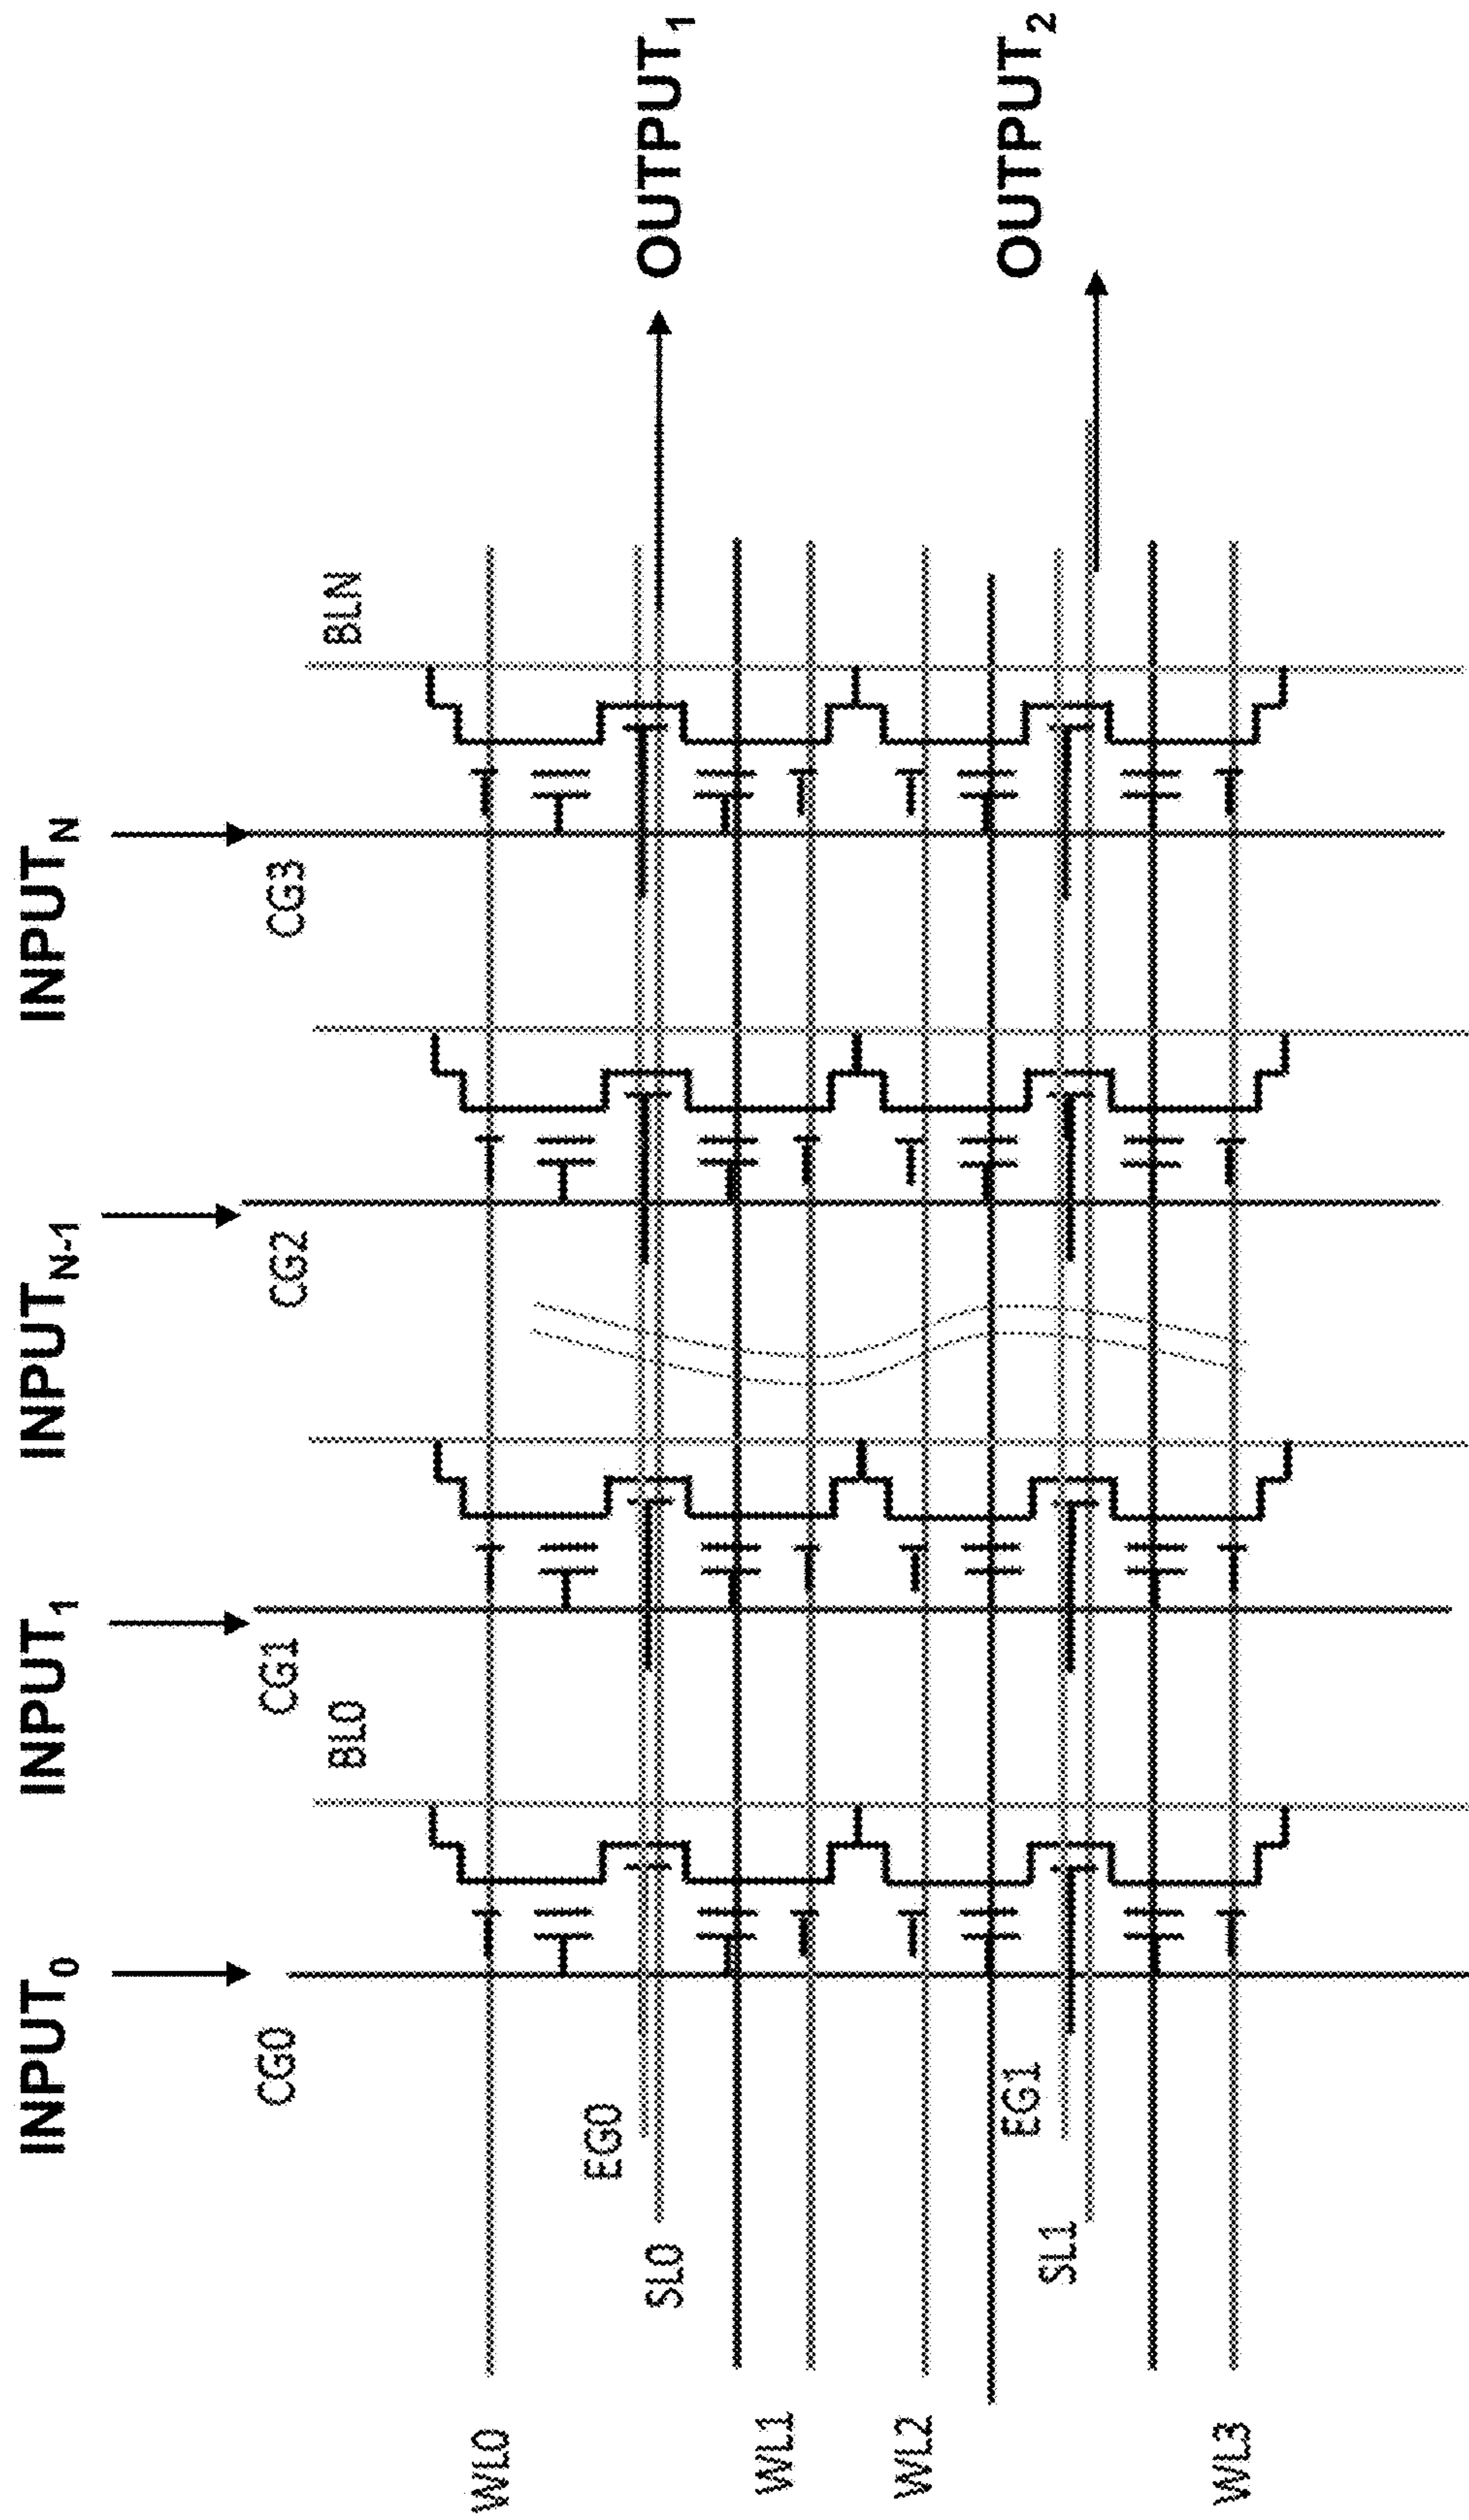 INPUT0
INPUT1
INPUTN-1
INPUTN
CG0
CG1
CG2
CG3
BL0
BLN
WL0
EG0
SL0
OUTPUT1
WL1
WL2
EG1
SL1
OUTPUT2
WL3